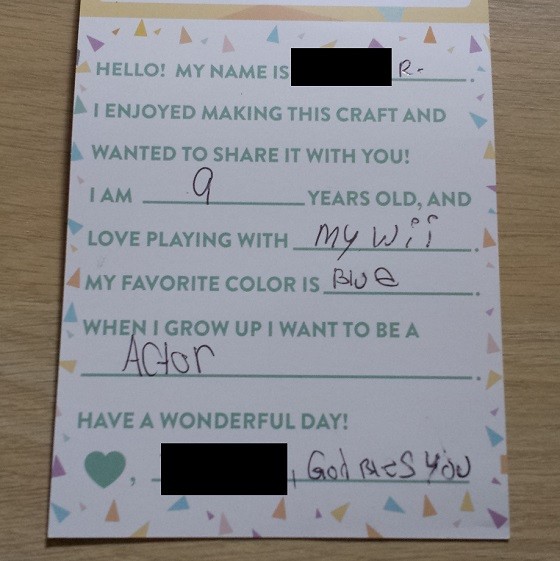 HELLO! MY NAME IS R.
I ENJOYED MAKING THIS CRAFT AND
WANTED TO SHARE IT WITH YOU!
I AM 9 YEARS OLD, AND
LOVE PLAYING WITH My Wii.
MY FAVORITE COLOR IS Blue.
WHEN I GROW UP I WANT TO BE A
Actor.
HAVE A WONDERFUL DAY!
, , God Bles you